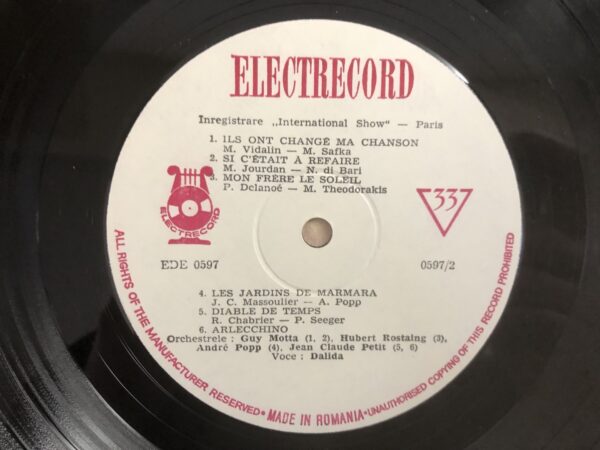 ELECTRECORD
Inregistrare „International Show" — Paris
1. ILS ONT CHANGÉ MA CHANSON
M. Vidalin — M. Safka
2. SI C'ÉTAIT À REFAIRE
M. Jourdan — N. di Bari
3. MON FRÈRE LE SOLEIL
P. Delanoé — M. Theodorakis
ELECTRECORD
33
EDE 0597
0597/2
4. LES JARDINS DE MARMARA
J. C. Massoulier — A. Popp
5. DIABLE DE TEMPS
R. Chabrier — P. Seeger
6. ARLECCHINO
Orchestrele : Guy Motta (1, 2), Hubert Rostaing (3),
André Popp (4), Jean Claude Petit (5, 6)
Voce : Dalida
ALL RIGHTS OF THE MANUFACTURER RESERVED • MADE IN ROMANIA • UNAUTHORISED COPYING OF THIS RECORD PROHIBITED